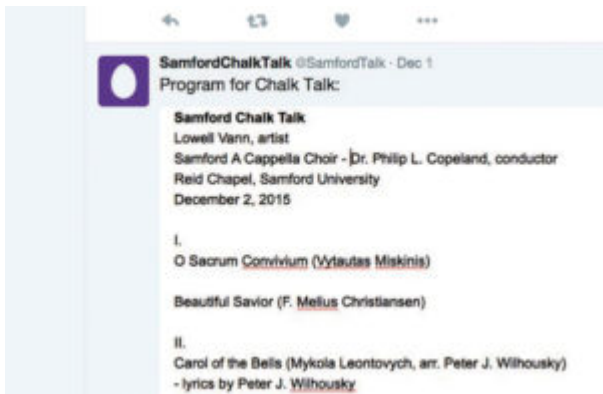 SamfordChalkTalk @SamfordTalk · Dec 1
Program for Chalk Talk:
Samford Chalk Talk
Lowell Vann, artist
Samford A Cappella Choir - Dr. Philip L. Copeland, conductor
Reid Chapel, Samford University
December 2, 2015
I.
O Sacrum Convivium (Vytautas Miskinis)
Beautiful Savior (F. Melius Christiansen)
II.
Carol of the Bells (Mykola Leontovych, arr. Peter J. Wilhousky)
- lyrics by Peter J. Wilhousky